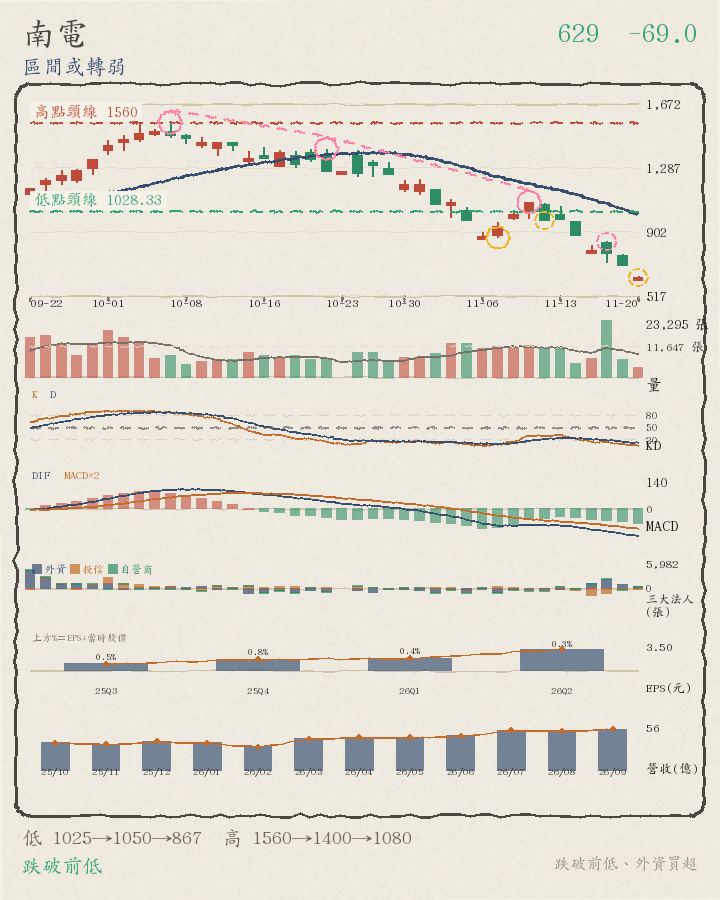 南電
629 -69.0
區間或轉弱
高點頸線 1560
低點頸線 1028.33
1,672
1,287
902
517
09-22 10-01 10-08 10-16 10-23 10-30 11-06 11-13 11-20
23,295 張
11,647 張
量
K D
80
50
20
KD
DIF MACD×2
140
0
MACD
外資 投信 自營商
5,982
0
三大法人
(張)
上方%=EPS÷當時股價
0.5% 0.8% 0.4% 0.3%
3.50
25Q3 25Q4 26Q1 26Q2
EPS(元)
56
25/10 25/11 25/12 26/01 26/02 26/03 26/04 26/05 26/06 26/07 26/08 26/09
營收(億)
低 1025→1050→867 高 1560→1400→1080
跌破前低
跌破前低、外資買超